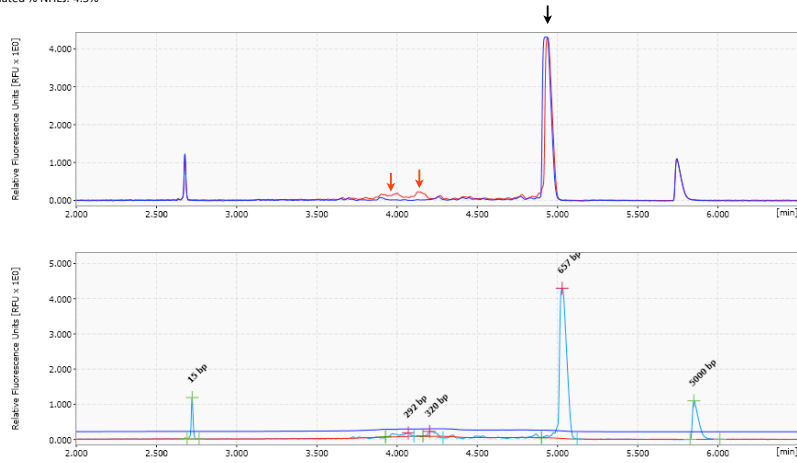 Relative Fluorescence Units [RFU x 1E0]
4.000
3.000
2.000
1.000
0.000
2.000 2.500 3.000 3.500 4.000 4.500 5.000 5.500 6.000 [min]
Relative Fluorescence Units [RFU x 1E0]
5.000
4.000
3.000
2.000
1.000
0.000
15 bp
292 bp
320 bp
657 bp
5000 bp
2.000 2.500 3.000 3.500 4.000 4.500 5.000 5.500 6.000 [min]